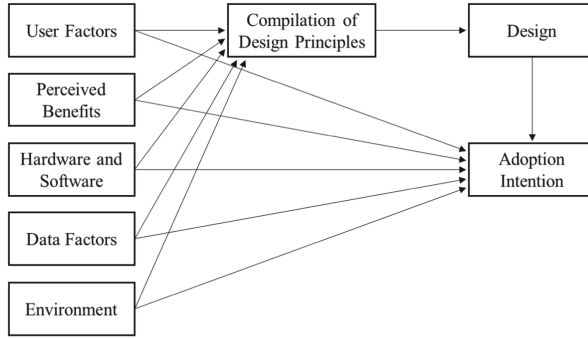 User Factors
Compilation of
Design Principles
Design
Perceived
Benefits
Hardware and
Software
Adoption
Intention
Data Factors
Environment